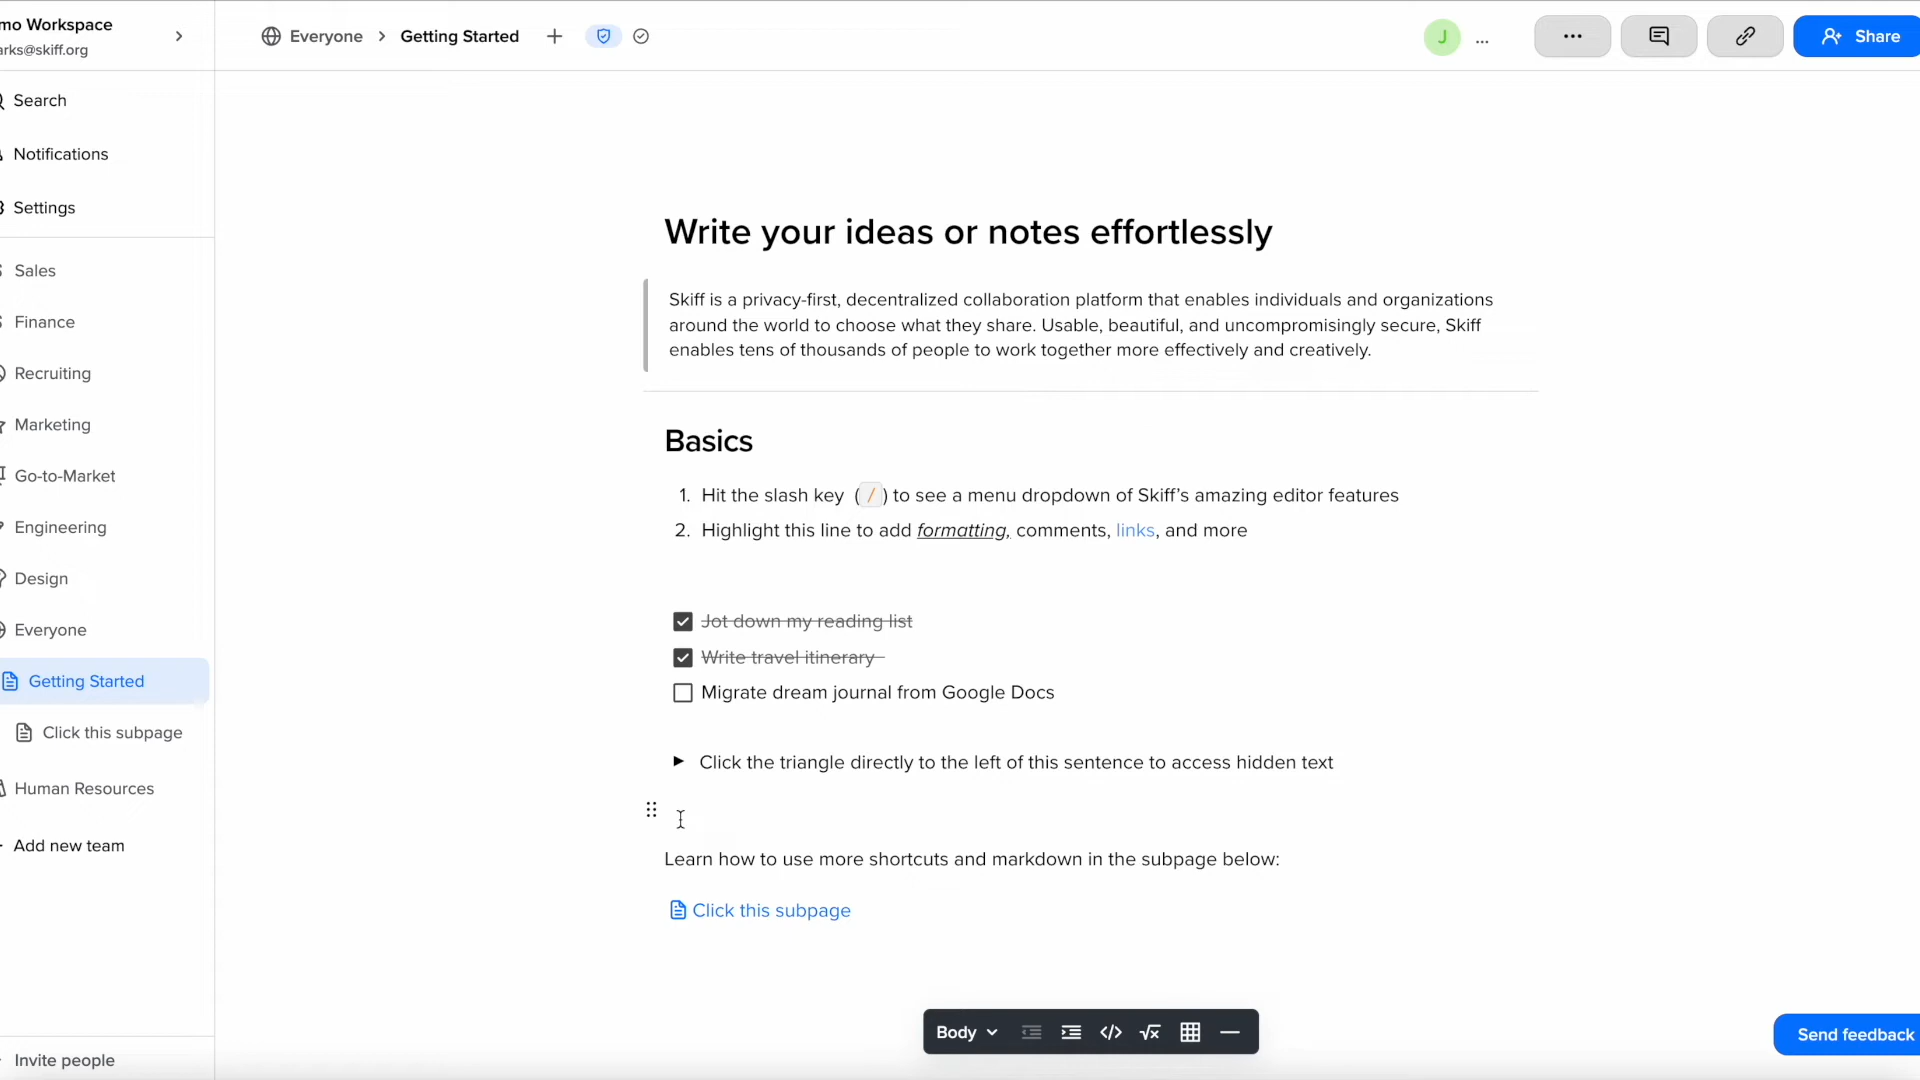 mo Workspace
arks@skiff.org
Everyone
Getting Started
J
...
Share
Search
Notifications
Settings
Sales
Finance
Recruiting
Marketing
Go-to-Market
Engineering
Design
Everyone
Getting Started
Click this subpage
Human Resources
Add new team
Invite people
Write your ideas or notes effortlessly
Skiff is a privacy-first, decentralized collaboration platform that enables individuals and organizations
around the world to choose what they share. Usable, beautiful, and uncompromisingly secure, Skiff
enables tens of thousands of people to work together more effectively and creatively.
Basics
1. Hit the slash key (/) to see a menu dropdown of Skiff’s amazing editor features
2. Highlight this line to add formatting, comments, links, and more
Jot down my reading list
Write travel itinerary
Migrate dream journal from Google Docs
Click the triangle directly to the left of this sentence to access hidden text
Learn how to use more shortcuts and markdown in the subpage below:
Click this subpage
Body
Send feedback